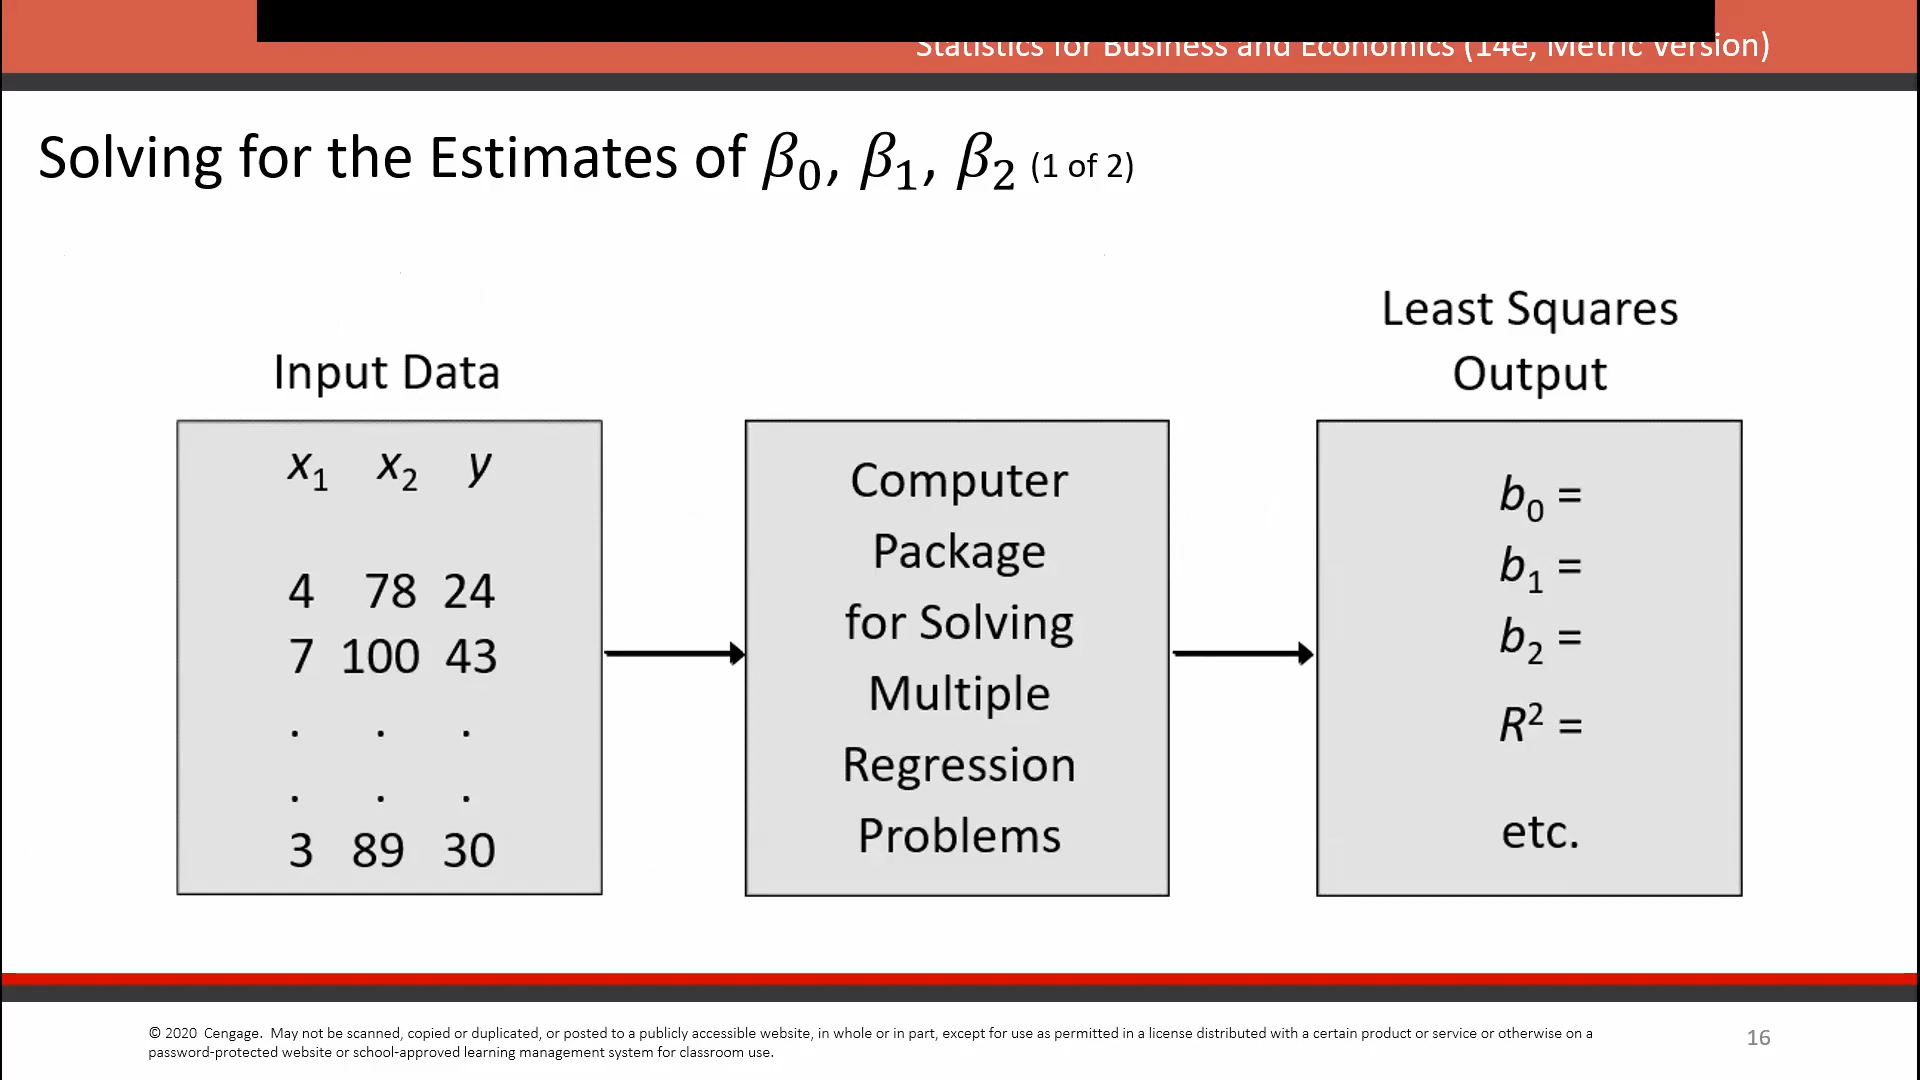 Statistics for Business and Economics (14e, Metric Version)
Solving for the Estimates of β₀, β₁, β₂ (1 of 2)
Input Data
x₁ x₂ y
4 78 24
7 100 43
. . .
. . .
3 89 30
Computer
Package
for Solving
Multiple
Regression
Problems
Least Squares
Output
b₀ =
b₁ =
b₂ =
R² =
etc.
© 2020 Cengage. May not be scanned, copied or duplicated, or posted to a publicly accessible website, in whole or in part, except for use as permitted in a license distributed with a certain product or service or otherwise on a
password-protected website or school-approved learning management system for classroom use.
16